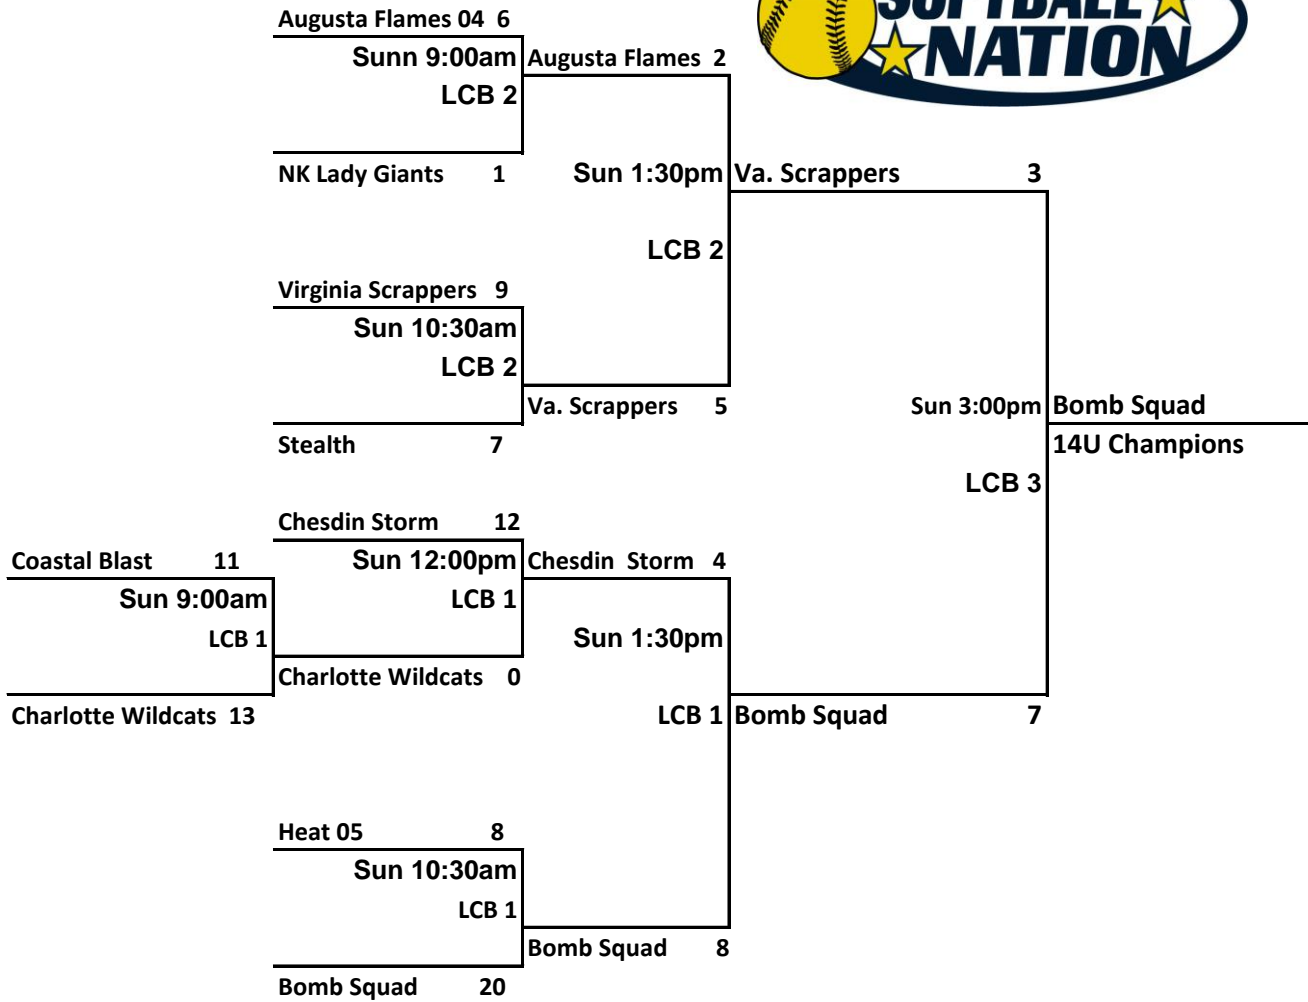 Augusta Flames 04 6
SOFTBALL
NATION
Sunn 9:00am
Augusta Flames 2
LCB 2
NK Lady Giants 1
Sun 1:30pm
Va. Scrappers 3
LCB 2
Virginia Scrappers 9
Sun 10:30am
LCB 2
Va. Scrappers 5
Sun 3:00pm
Bomb Squad
Stealth 7
14U Champions
LCB 3
Chesdin Storm 12
Coastal Blast 11
Sun 12:00pm
Chesdin Storm 4
Sun 9:00am
LCB 1
LCB 1
Sun 1:30pm
Charlotte Wildcats 0
Charlotte Wildcats 13
LCB 1
Bomb Squad 7
Heat 05 8
Sun 10:30am
LCB 1
Bomb Squad 8
Bomb Squad 20